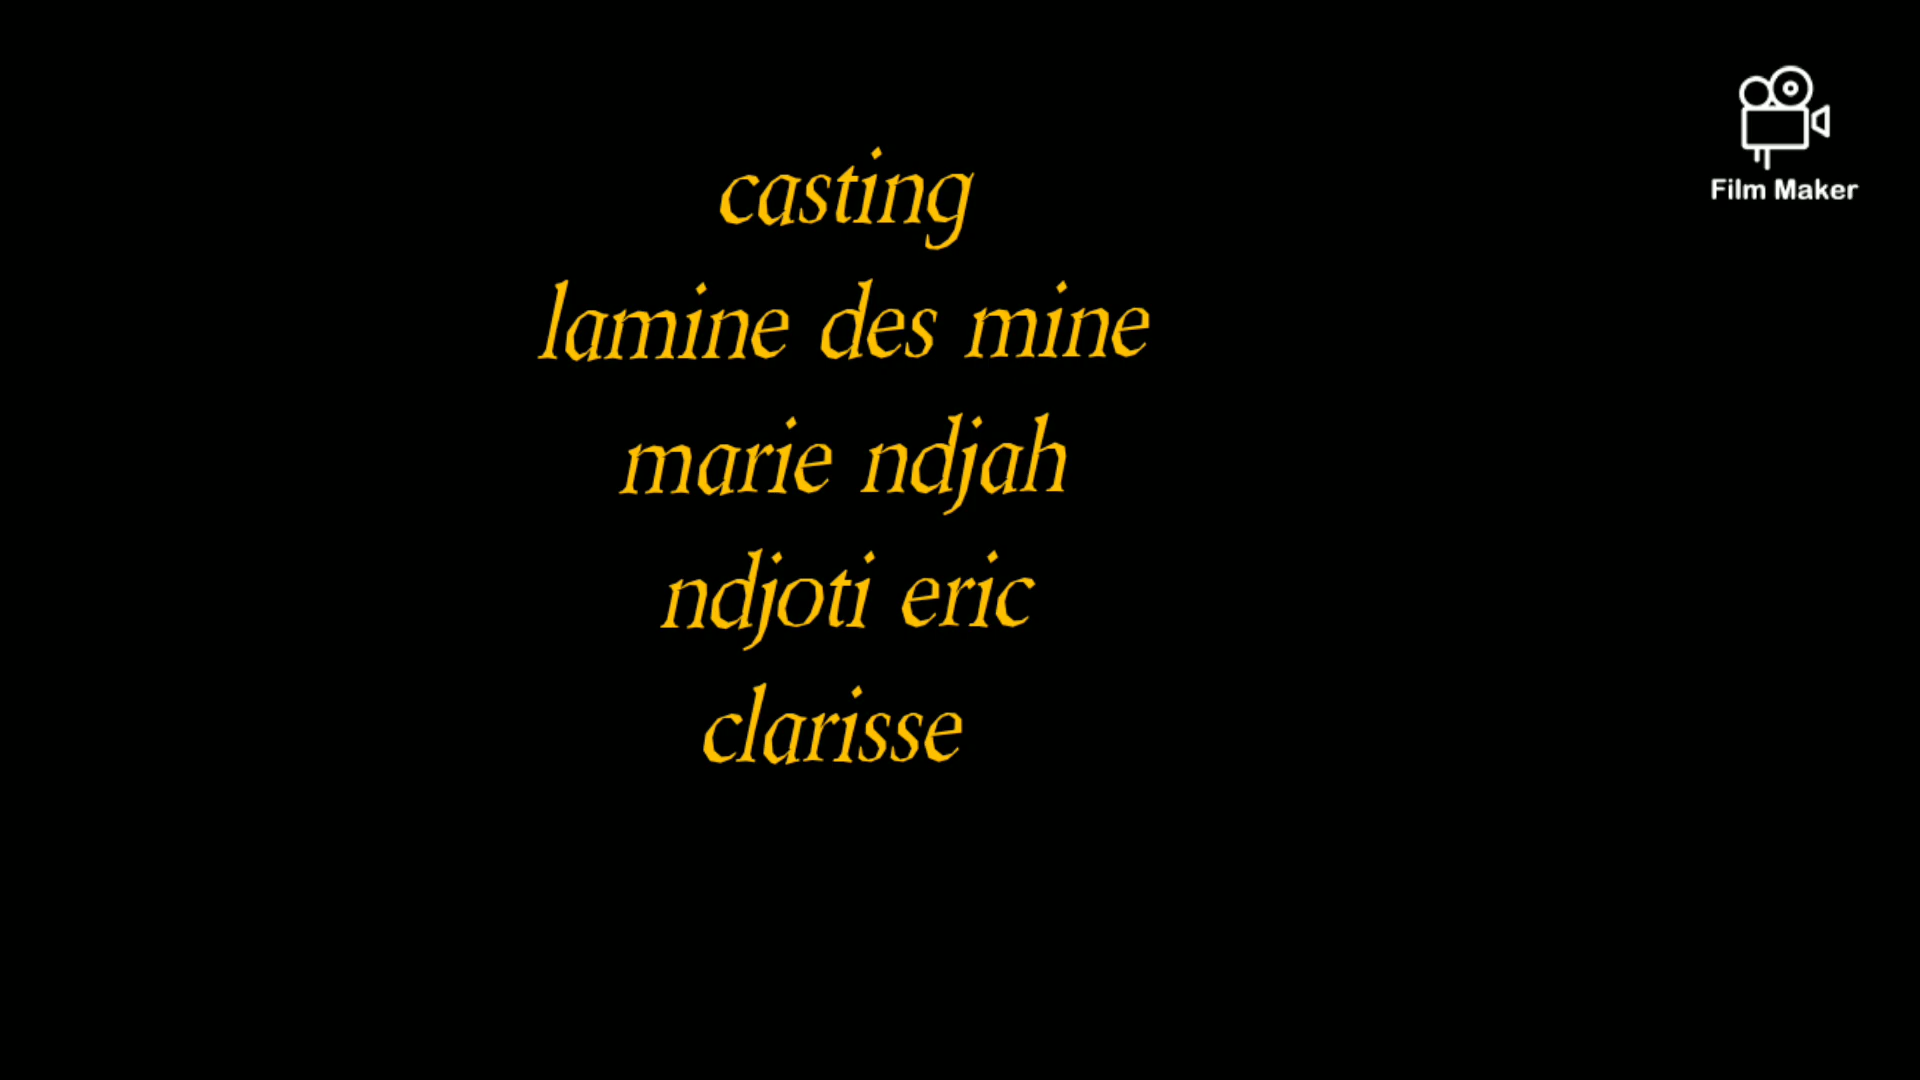 casting
lamine des mine
marie ndjah
ndjoti eric
clarisse
Film Maker